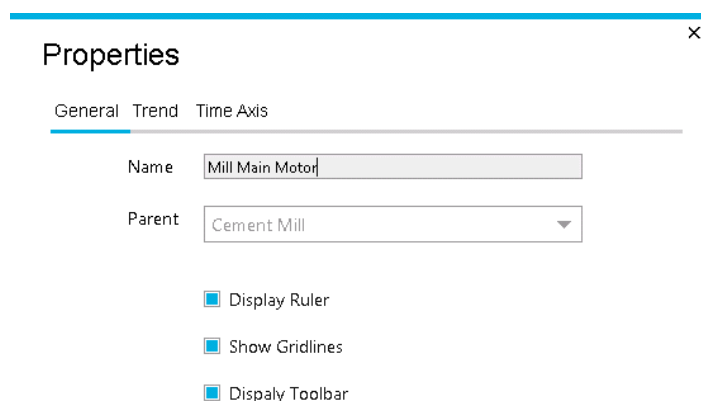 Properties
General Trend Time Axis
Name Mill Main Motor
Parent Cement Mill
Display Ruler
Show Gridlines
Dispaly Toolbar